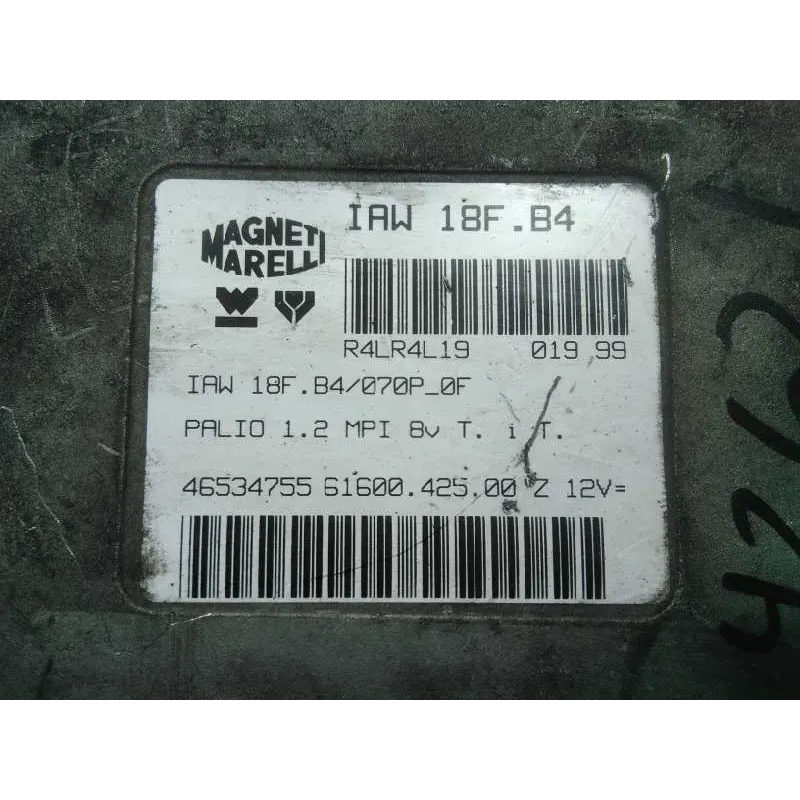 MAGNETI
MARELLI
IAW 18F.B4
R4LR4L19 019 99
IAW 18F.B4/070P_0F
PALIO 1.2 MPI 8v T. i T.
46534755 61600.425.00 Z 12V=